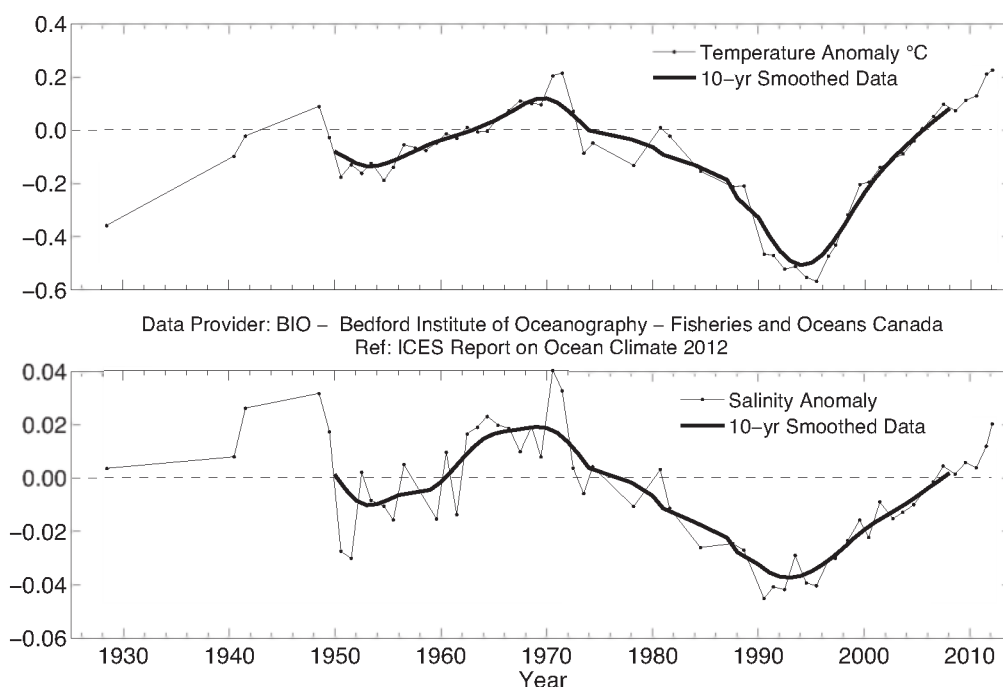 0.4
0.2
0.0
−0.2
−0.4
−0.6
Temperature Anomaly °C
10−yr Smoothed Data
Data Provider: BIO − Bedford Institute of Oceanography − Fisheries and Oceans Canada
Ref: ICES Report on Ocean Climate 2012
0.04
0.02
0.00
−0.02
−0.04
−0.06
Salinity Anomaly
10−yr Smoothed Data
1930 1940 1950 1960 1970 1980 1990 2000 2010
Year